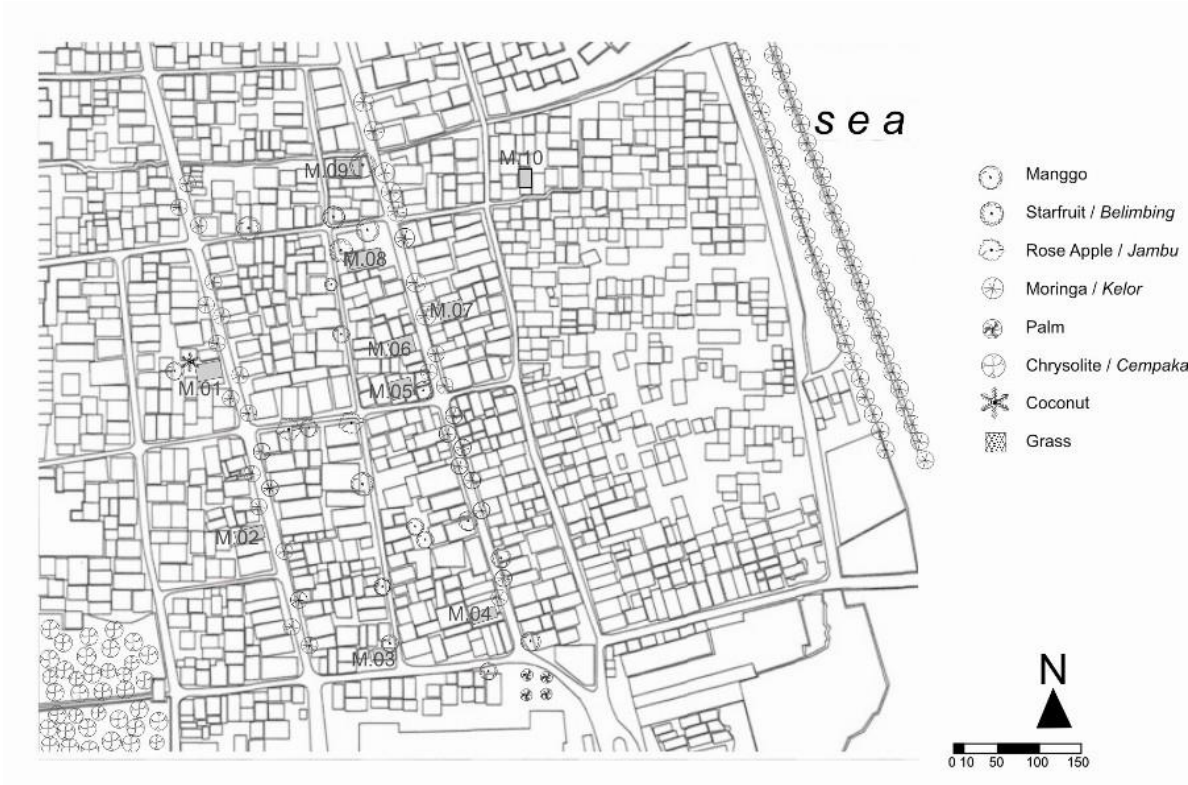 sea
M.10
M.09
M.08
M.07
M.06
M.05
M.01
M.02
M.04
M.03
Manggo
Starfruit / Belimbing
Rose Apple / Jambu
Moringa / Kelor
Palm
Chrysolite / Cempaka
Coconut
Grass
N
0 10 50 100 150